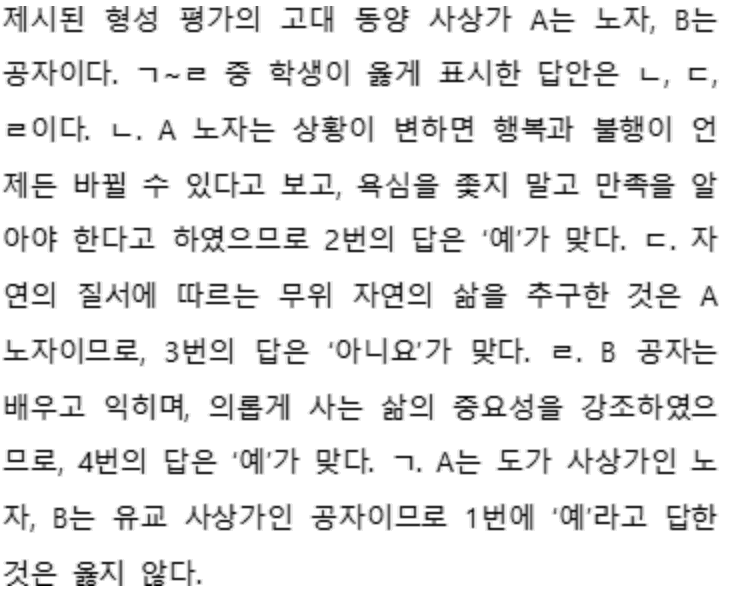 제시된 형성 평가의 고대 동양 사상가 A는 노자, B는
공자이다. ㄱ~ㄹ 중 학생이 옳게 표시한 답안은 ㄴ, ㄷ,
ㄹ이다. ㄴ. A 노자는 상황이 변하면 행복과 불행이 언
제든 바뀔 수 있다고 보고, 욕심을 좇지 말고 만족을 알
아야 한다고 하였으므로 2번의 답은 ‘예’가 맞다. ㄷ. 자
연의 질서에 따르는 무위 자연의 삶을 추구한 것은 A
노자이므로, 3번의 답은 ‘아니요’가 맞다. ㄹ. B 공자는
배우고 익히며, 의롭게 사는 삶의 중요성을 강조하였으
므로, 4번의 답은 ‘예’가 맞다. ㄱ. A는 도가 사상가인 노
자, B는 유교 사상가인 공자이므로 1번에 ‘예’라고 답한
것은 옳지 않다.